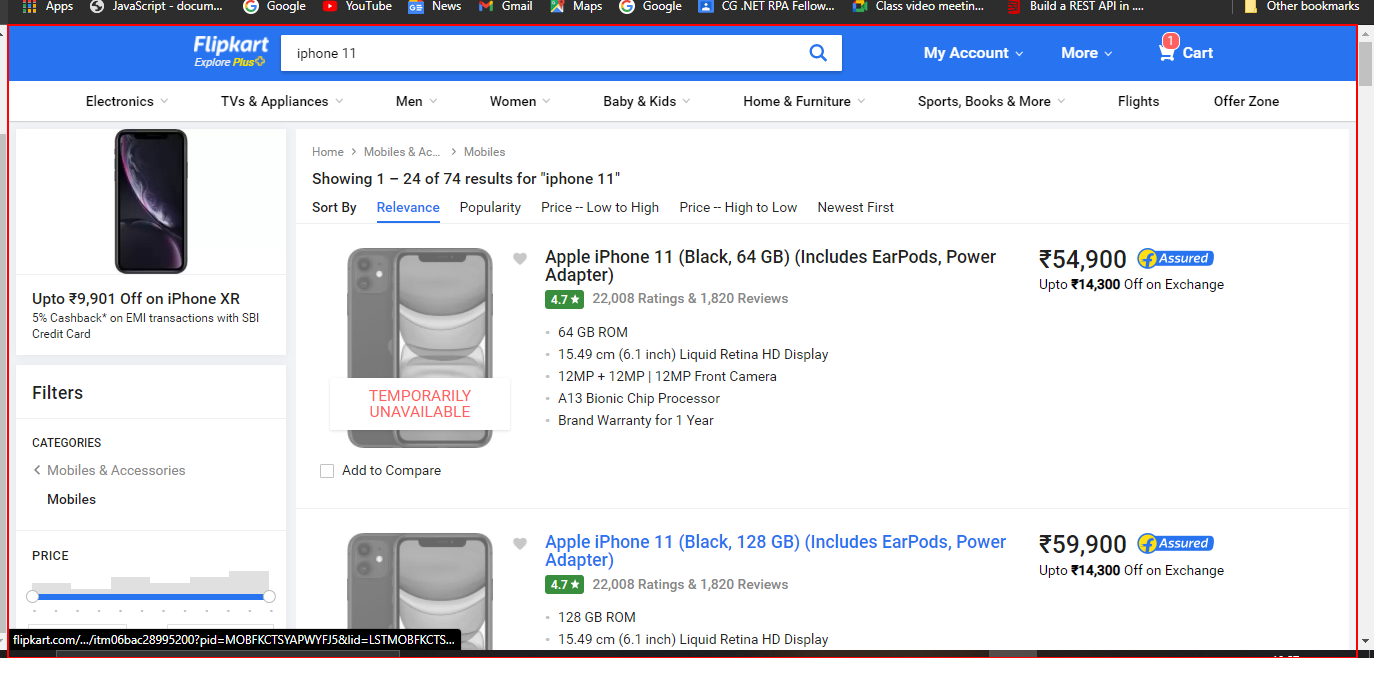 Apps JavaScript - docum... Google YouTube News Gmail Maps Google CG .NET RPA Fellow... Class video meetin... Build a REST API in .... Other bookmarks
Flipkart
Explore Plus
iphone 11
My Account
More
1
Cart
Electronics TVs & Appliances Men Women Baby & Kids Home & Furniture Sports, Books & More Flights Offer Zone
Upto ₹9,901 Off on iPhone XR
5% Cashback* on EMI transactions with SBI
Credit Card
Filters
CATEGORIES
Mobiles & Accessories
Mobiles
PRICE
Home > Mobiles & Ac... > Mobiles
Showing 1 – 24 of 74 results for "iphone 11"
Sort By Relevance Popularity Price -- Low to High Price -- High to Low Newest First
TEMPORARILY
UNAVAILABLE
Add to Compare
Apple iPhone 11 (Black, 64 GB) (Includes EarPods, Power
Adapter)
4.7★ 22,008 Ratings & 1,820 Reviews
64 GB ROM
15.49 cm (6.1 inch) Liquid Retina HD Display
12MP + 12MP | 12MP Front Camera
A13 Bionic Chip Processor
Brand Warranty for 1 Year
₹54,900 Assured
Upto ₹14,300 Off on Exchange
Apple iPhone 11 (Black, 128 GB) (Includes EarPods, Power
Adapter)
4.7★ 22,008 Ratings & 1,820 Reviews
128 GB ROM
15.49 cm (6.1 inch) Liquid Retina HD Display
₹59,900 Assured
Upto ₹14,300 Off on Exchange
flipkart.com/.../itm06bac28995200?pid=MOBFKCTSYAPWYFJ5&lid=LSTMOBFKCTS...